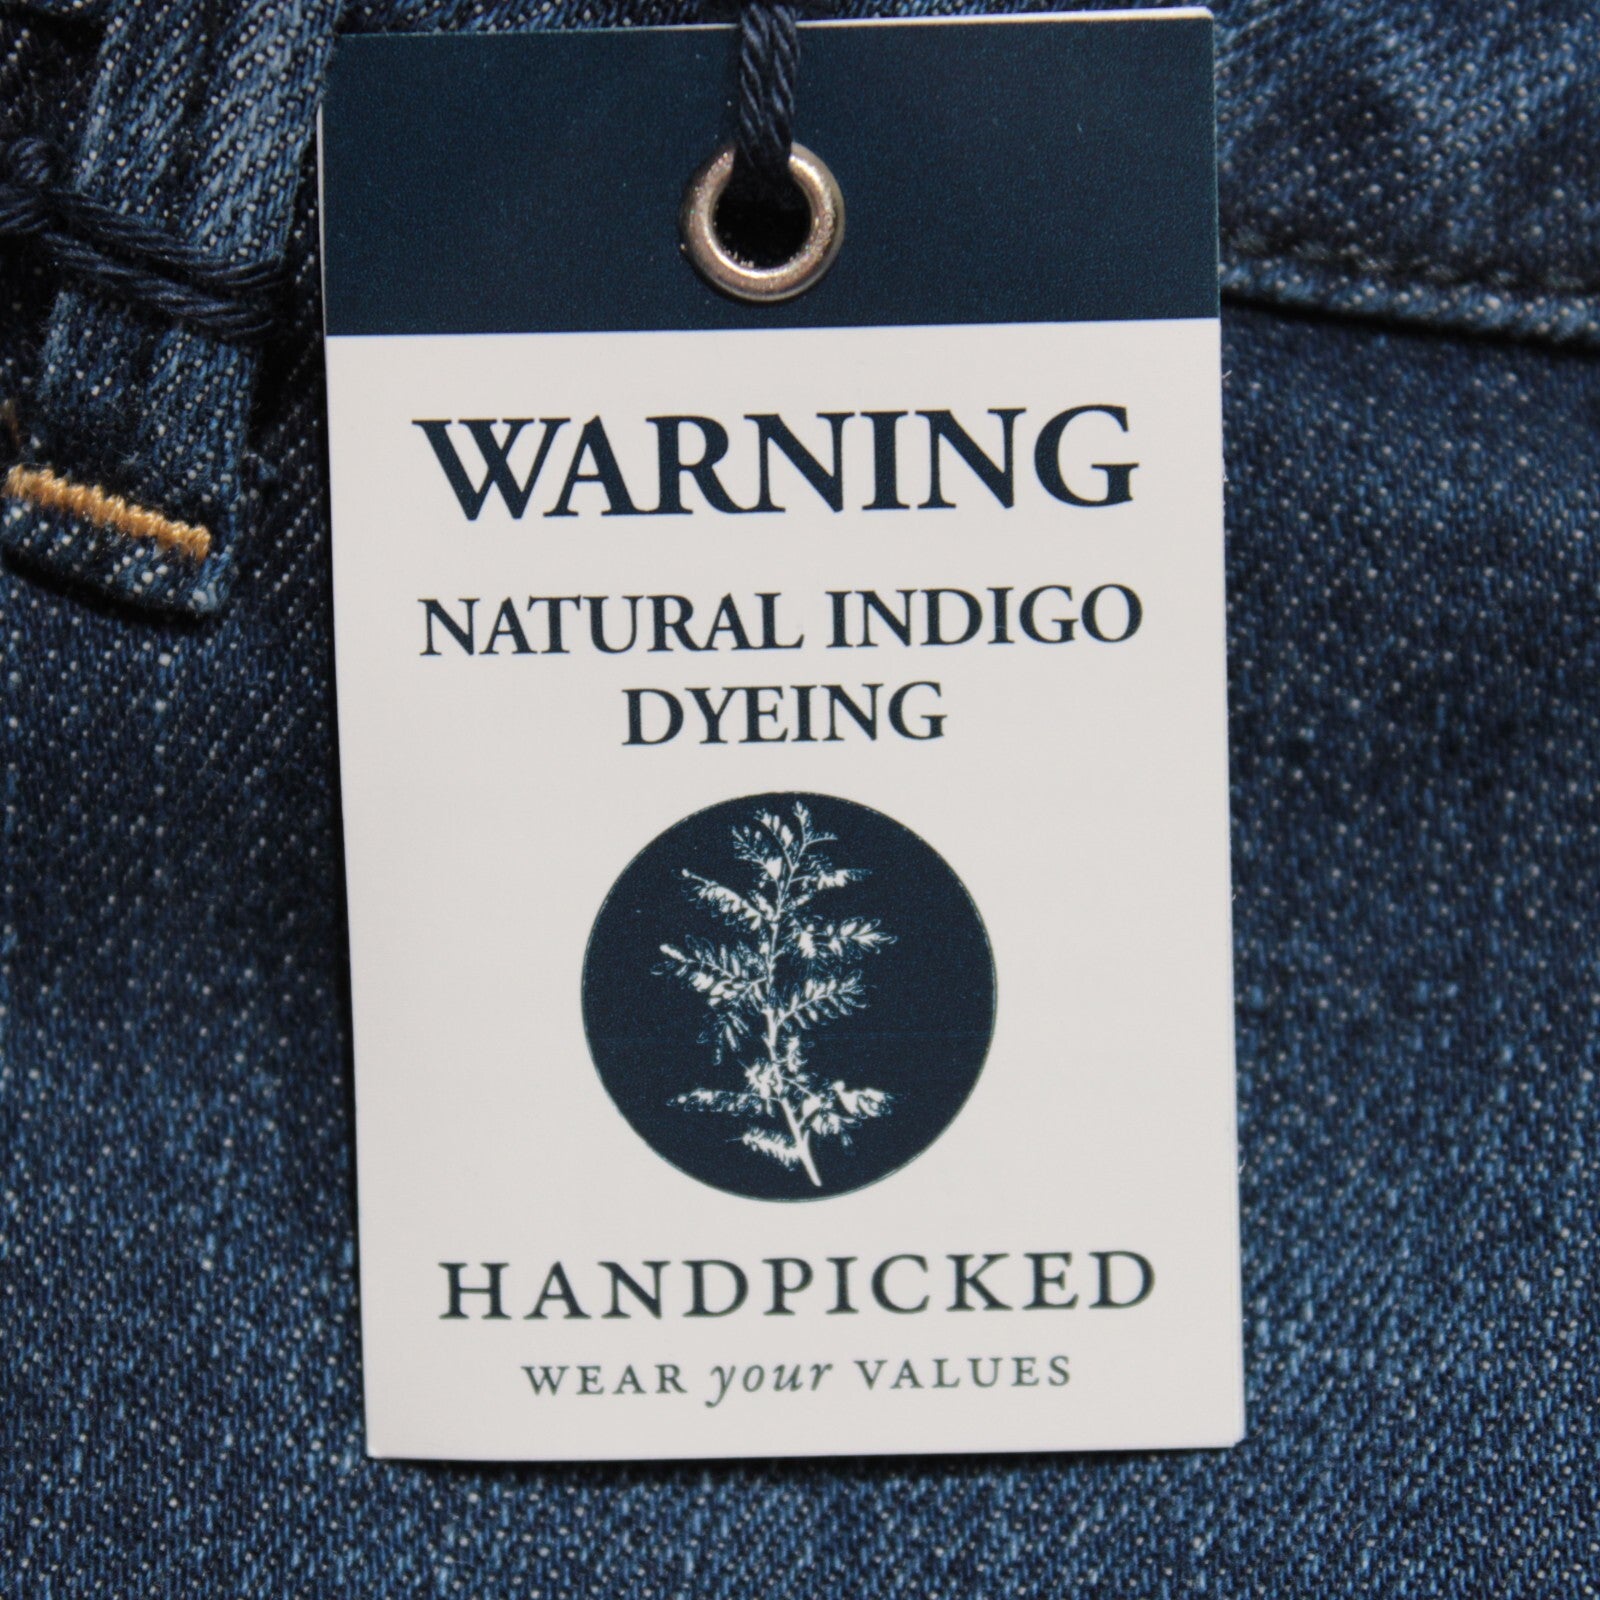 WARNING
NATURAL INDIGO
DYEING
HANDPICKED
WEAR your VALUES